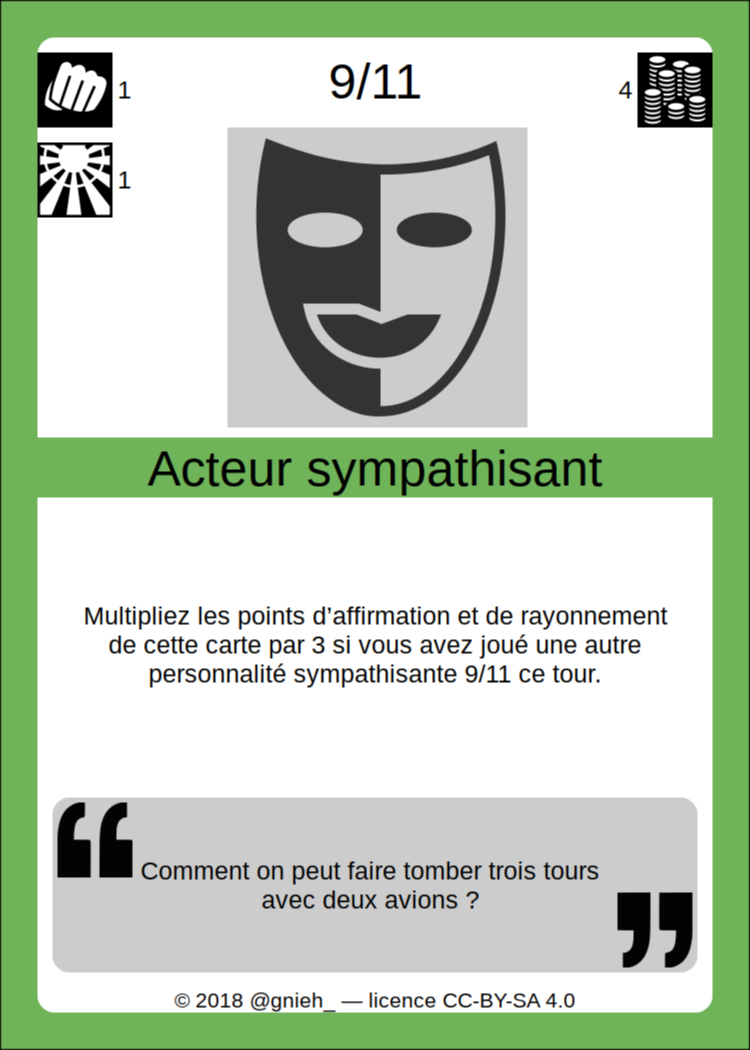 1
9/11
4
1
Acteur sympathisant
Multipliez les points d’affirmation et de rayonnement
de cette carte par 3 si vous avez joué une autre
personnalité sympathisante 9/11 ce tour.
“
Comment on peut faire tomber trois tours
avec deux avions ?
”
© 2018 @gnieh_ — licence CC-BY-SA 4.0